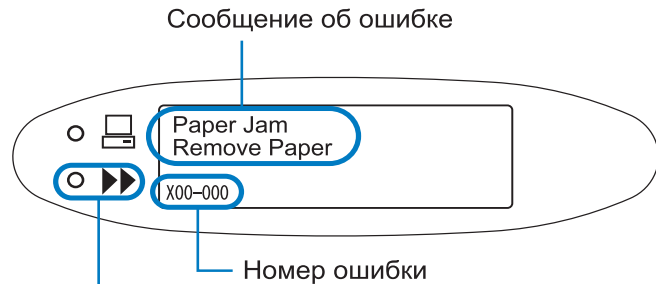 Сообщение об ошибке
Paper Jam
Remove Paper
X00-000
Номер ошибки